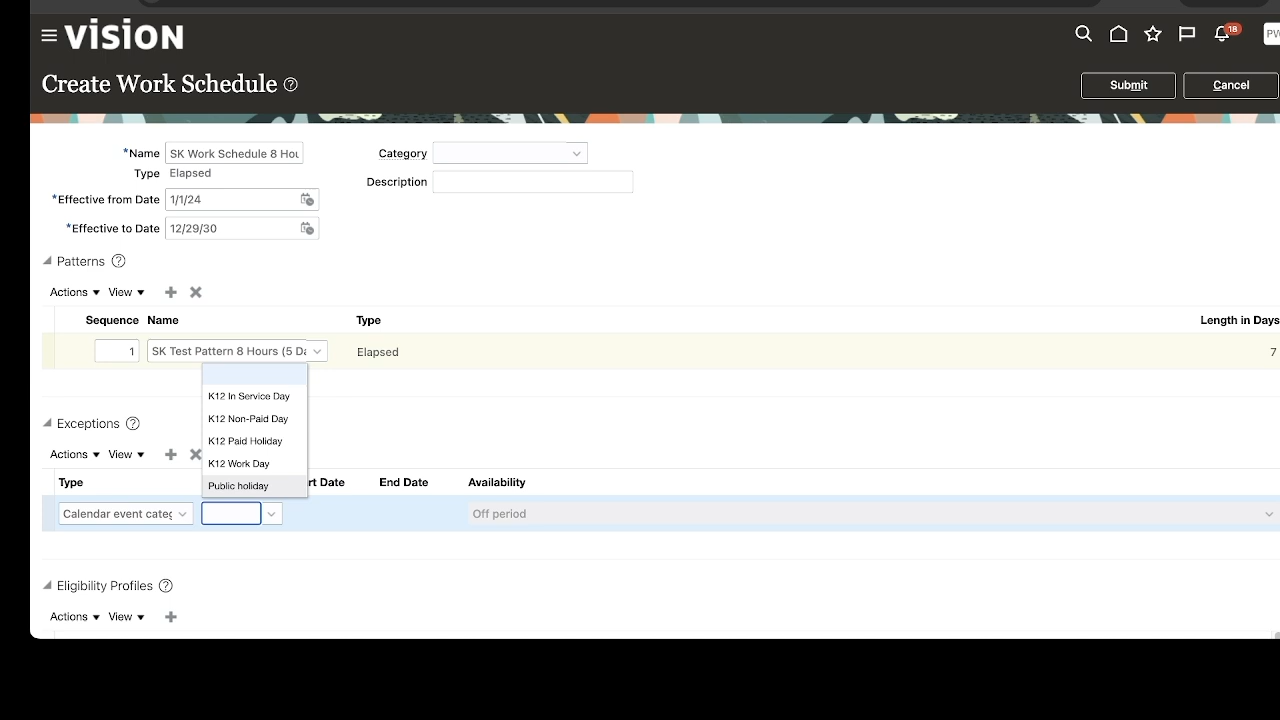 vision
18
Create Work Schedule
Submit
Cancel
*Name SK Work Schedule 8 Hou
Category
Type Elapsed
Description
*Effective from Date 1/1/24
*Effective to Date 12/29/30
Patterns
Actions View
Sequence Name Type Length in Days
1 SK Test Pattern 8 Hours (5 Da Elapsed 7
K12 In Service Day
K12 Non-Paid Day
K12 Paid Holiday
K12 Work Day
Public holiday
Exceptions
Actions View
Type rt Date End Date Availability
Calendar event categ Off period
Eligibility Profiles
Actions View